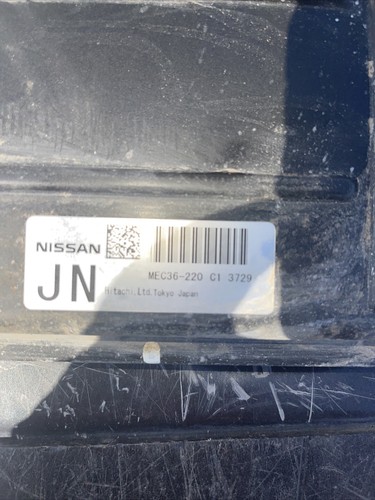 NISSAN
JN
MEC36-220 C1 3729
Hitachi.Ltd.Tokyo Japan